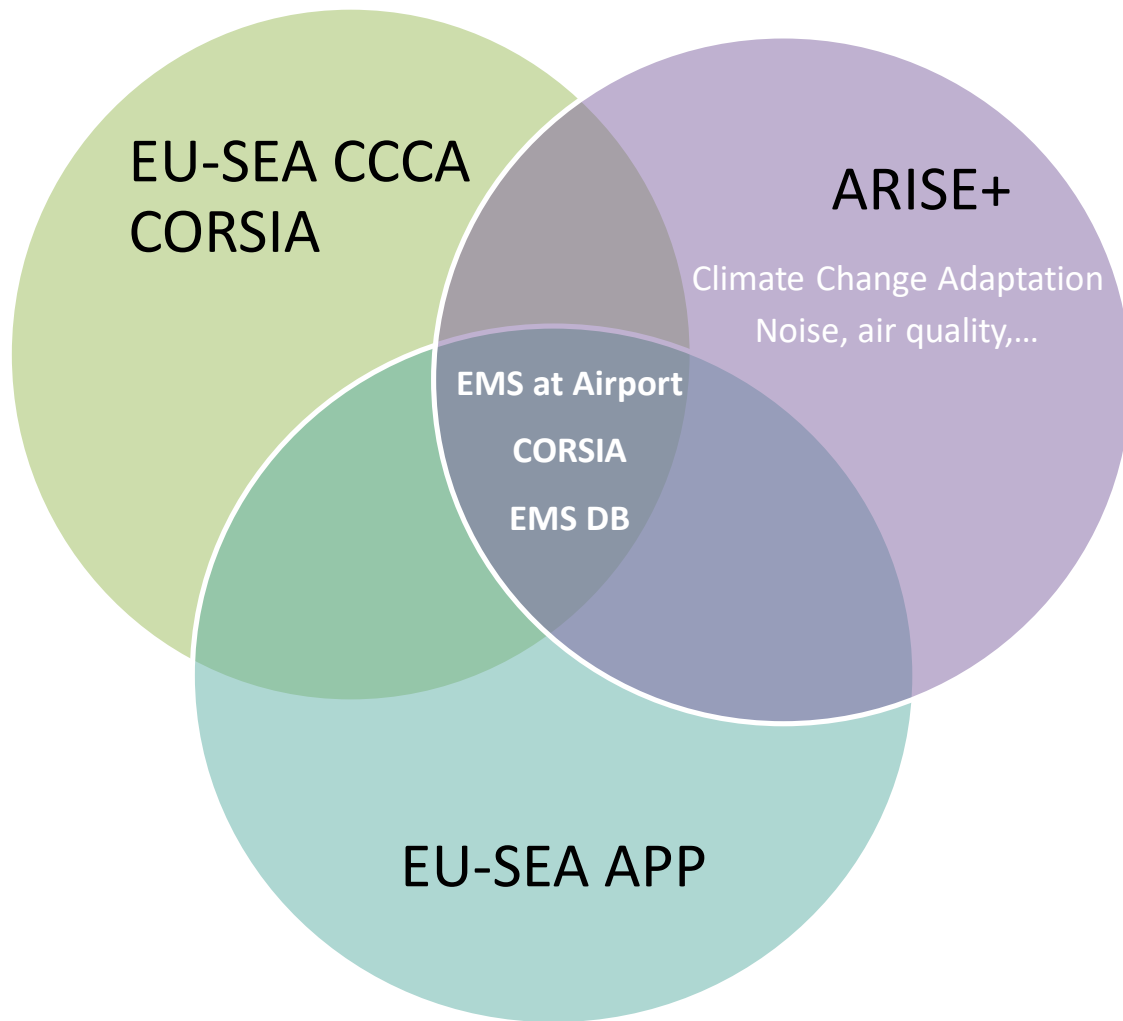 EU-SEA CCCA
CORSIA
ARISE+
Climate Change Adaptation
Noise, air quality,...
EMS at Airport
CORSIA
EMS DB
EU-SEA APP